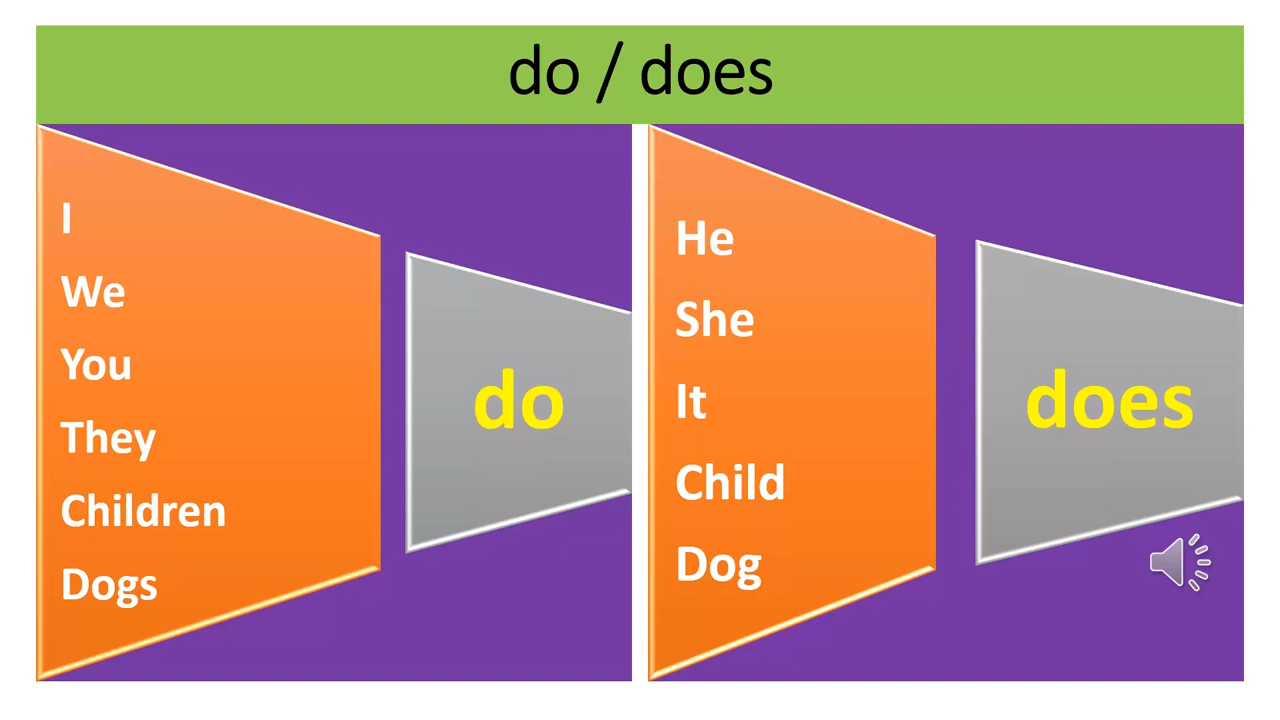 do / does
I
We
You
They
Children
Dogs
do
He
She
It
Child
Dog
does